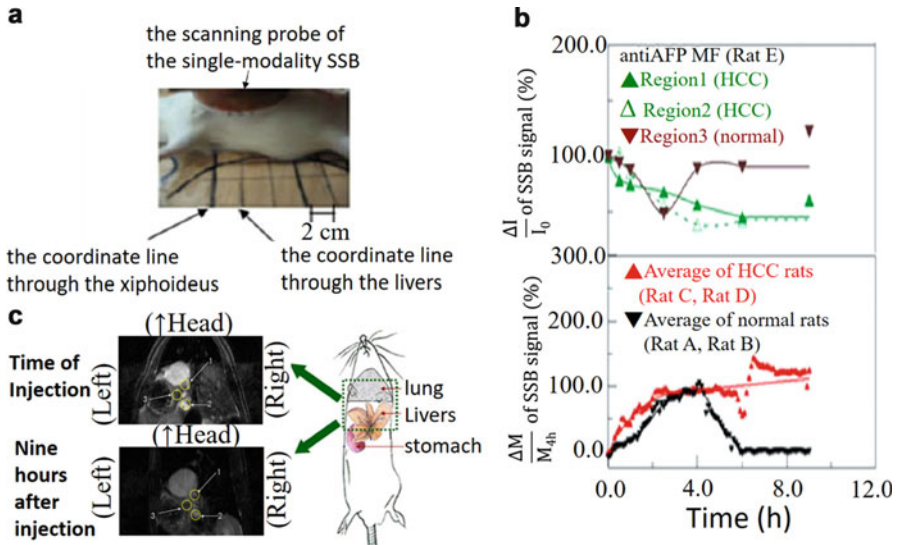 a
the scanning probe of
the single-modality SSB
2 cm
the coordinate line
through the xiphoideus
the coordinate line
through the livers
b
200.0
100.0
300.0
200.0
100.0
0.0
ΔI
I₀
of SSB signal (%)
antiAFP MF (Rat E)
Region1 (HCC)
Region2 (HCC)
Region3 (normal)
ΔM
M₄ₕ
of SSB signal (%)
Average of HCC rats
(Rat C, Rat D)
Average of normal rats
(Rat A, Rat B)
0.0 4.0 8.0 12.0
Time (h)
c
(↑Head)
Time of
Injection
(Left)
1
3
2
(Right)
(↑Head)
Nine
hours
after
injection
(Left)
1
3
2
(Right)
lung
Livers
stomach